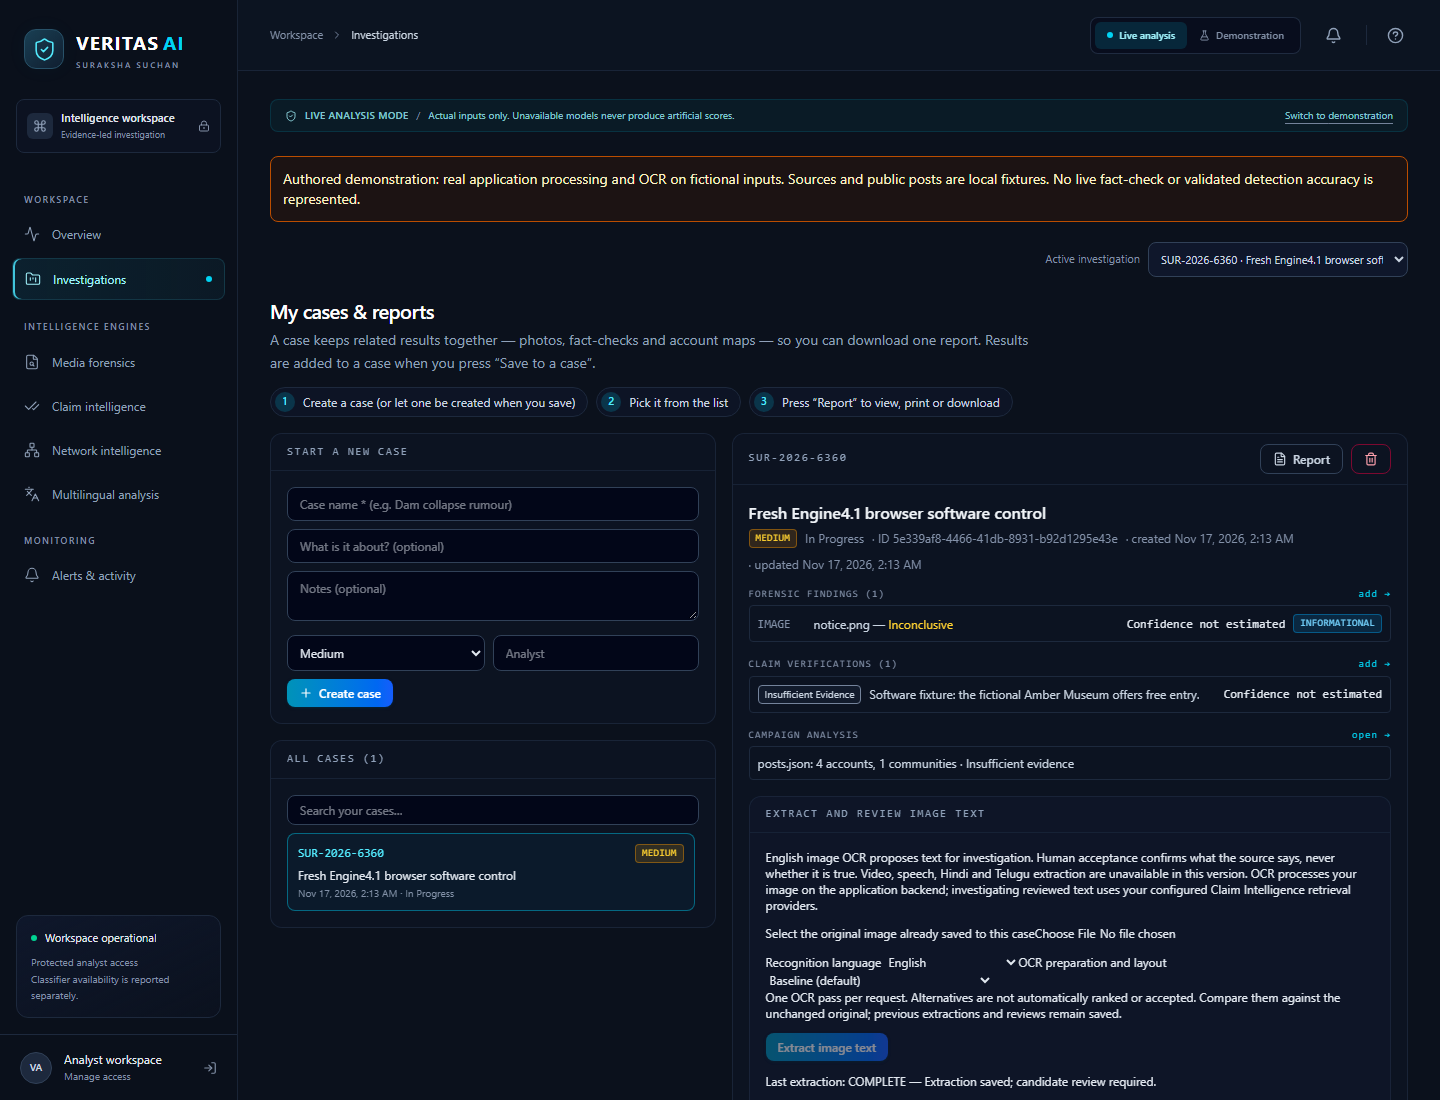 VERITAS AI
SURAKSHA SUCHAN
Intelligence workspace
Evidence-led investigation
WORKSPACE
Overview
Investigations
INTELLIGENCE ENGINES
Media forensics
Claim intelligence
Network intelligence
Multilingual analysis
MONITORING
Alerts & activity
Workspace operational
Protected analyst access
Classifier availability is reported
separately.
VA
Analyst workspace
Manage access
Workspace > Investigations
Live analysis
Demonstration
LIVE ANALYSIS MODE / Actual inputs only. Unavailable models never produce artificial scores.
Switch to demonstration
Authored demonstration: real application processing and OCR on fictional inputs. Sources and public posts are local fixtures. No live fact-check or validated detection accuracy is
represented.
Active investigation
SUR-2026-6360 · Fresh Engine4.1 browser soft
My cases & reports
A case keeps related results together — photos, fact-checks and account maps — so you can download one report. Results
are added to a case when you press “Save to a case”.
1 Create a case (or let one be created when you save)
2 Pick it from the list
3 Press “Report” to view, print or download
START A NEW CASE
Case name * (e.g. Dam collapse rumour)
What is it about? (optional)
Notes (optional)
Medium
Analyst
+ Create case
ALL CASES (1)
Search your cases...
SUR-2026-6360
MEDIUM
Fresh Engine4.1 browser software control
Nov 17, 2026, 2:13 AM · In Progress
SUR-2026-6360
Report
Fresh Engine4.1 browser software control
MEDIUM In Progress · ID 5e339af8-4466-41db-8931-b92d1295e43e · created Nov 17, 2026, 2:13 AM
· updated Nov 17, 2026, 2:13 AM
FORENSIC FINDINGS (1)
add →
IMAGE notice.png — Inconclusive
Confidence not estimated INFORMATIONAL
CLAIM VERIFICATIONS (1)
add →
Insufficient Evidence Software fixture: the fictional Amber Museum offers free entry.
Confidence not estimated
CAMPAIGN ANALYSIS
open →
posts.json: 4 accounts, 1 communities · Insufficient evidence
EXTRACT AND REVIEW IMAGE TEXT
English image OCR proposes text for investigation. Human acceptance confirms what the source says, never
whether it is true. Video, speech, Hindi and Telugu extraction are unavailable in this version. OCR processes your
image on the application backend; investigating reviewed text uses your configured Claim Intelligence retrieval
providers.
Select the original image already saved to this caseChoose File No file chosen
Recognition language English OCR preparation and layout
Baseline (default)
One OCR pass per request. Alternatives are not automatically ranked or accepted. Compare them against the
unchanged original; previous extractions and reviews remain saved.
Extract image text
Last extraction: COMPLETE — Extraction saved; candidate review required.